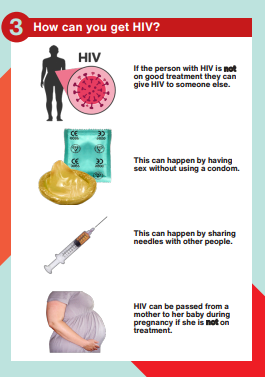 3 How can you get HIV?
HIV
If the person with HIV is not
on good treatment they can
give HIV to someone else.
This can happen by having
sex without using a condom.
This can happen by sharing
needles with other people.
HIV can be passed from a
mother to her baby during
pregnancy if she is not on
treatment.